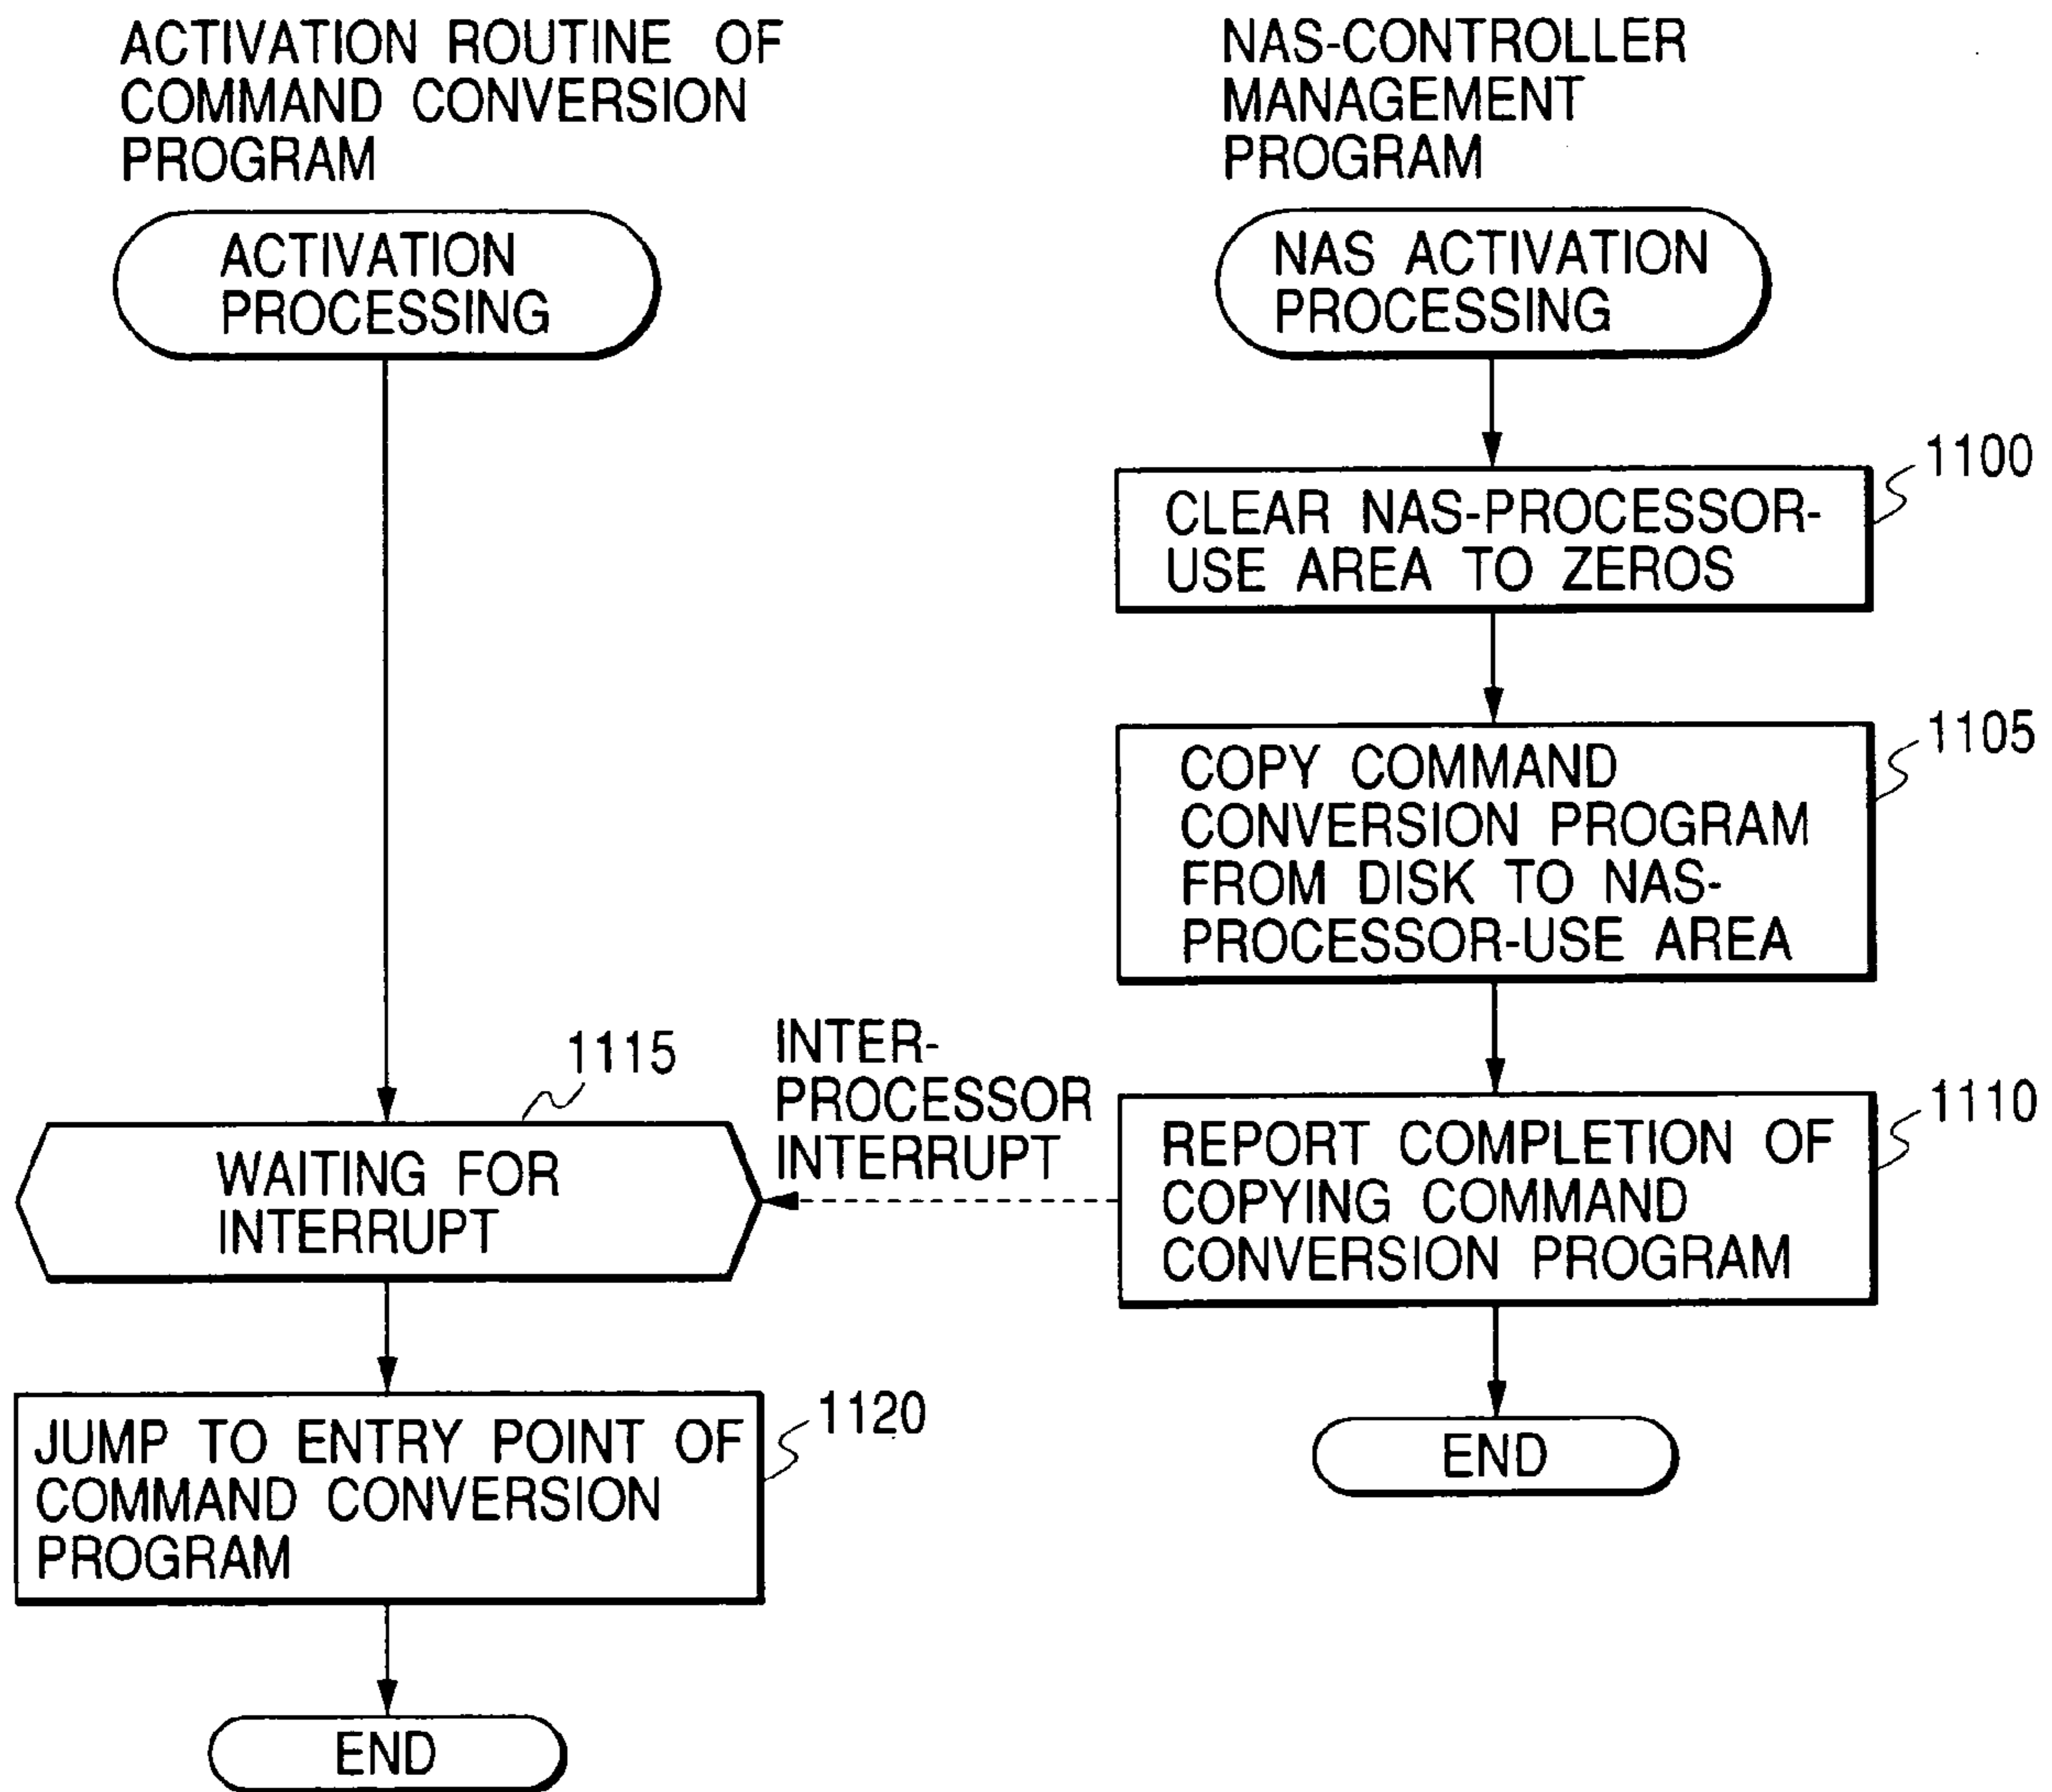 ACTIVATION ROUTINE OF
COMMAND CONVERSION
PROGRAM
ACTIVATION
PROCESSING
1115
WAITING FOR
INTERRUPT
1120
JUMP TO ENTRY POINT OF
COMMAND CONVERSION
PROGRAM
END
INTER-
PROCESSOR
INTERRUPT
NAS-CONTROLLER
MANAGEMENT
PROGRAM
NAS ACTIVATION
PROCESSING
1100
CLEAR NAS-PROCESSOR-
USE AREA TO ZEROS
1105
COPY COMMAND
CONVERSION PROGRAM
FROM DISK TO NAS-
PROCESSOR-USE AREA
1110
REPORT COMPLETION OF
COPYING COMMAND
CONVERSION PROGRAM
END